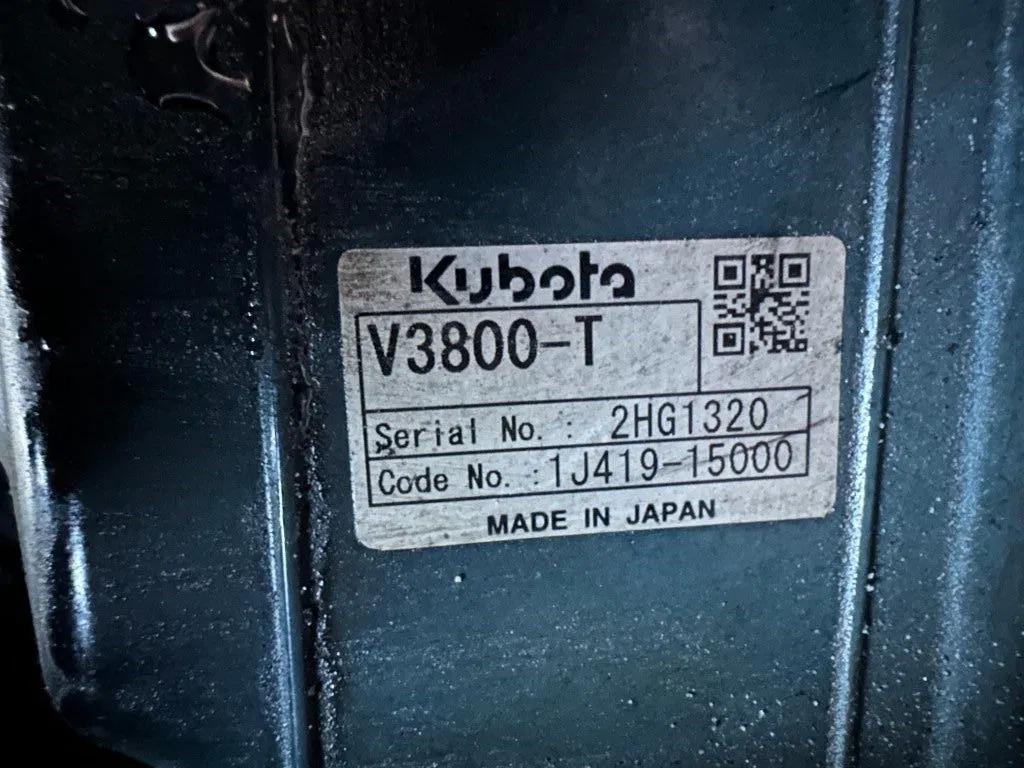 Kubota
V3800-T
Serial No. : 2HG1320
Code No. : 1J419-15000
MADE IN JAPAN